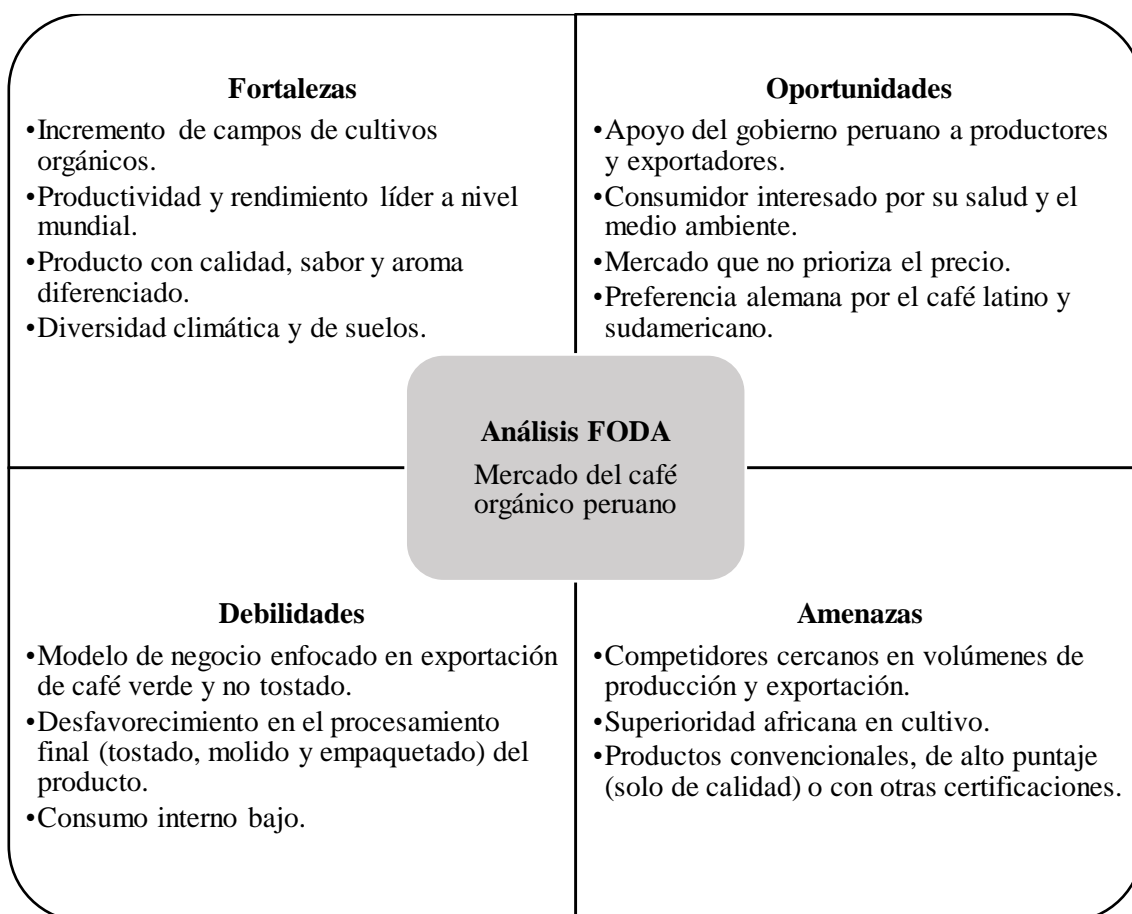 Fortalezas
•Incremento de campos de cultivos
orgánicos.
•Productividad y rendimiento líder a nivel
mundial.
•Producto con calidad, sabor y aroma
diferenciado.
•Diversidad climática y de suelos.
Oportunidades
•Apoyo del gobierno peruano a productores
y exportadores.
•Consumidor interesado por su salud y el
medio ambiente.
•Mercado que no prioriza el precio.
•Preferencia alemana por el café latino y
sudamericano.
Análisis FODA
Mercado del café
orgánico peruano
Debilidades
•Modelo de negocio enfocado en exportación
de café verde y no tostado.
•Desfavorecimiento en el procesamiento
final (tostado, molido y empaquetado) del
producto.
•Consumo interno bajo.
Amenazas
•Competidores cercanos en volúmenes de
producción y exportación.
•Superioridad africana en cultivo.
•Productos convencionales, de alto puntaje
(solo de calidad) o con otras certificaciones.